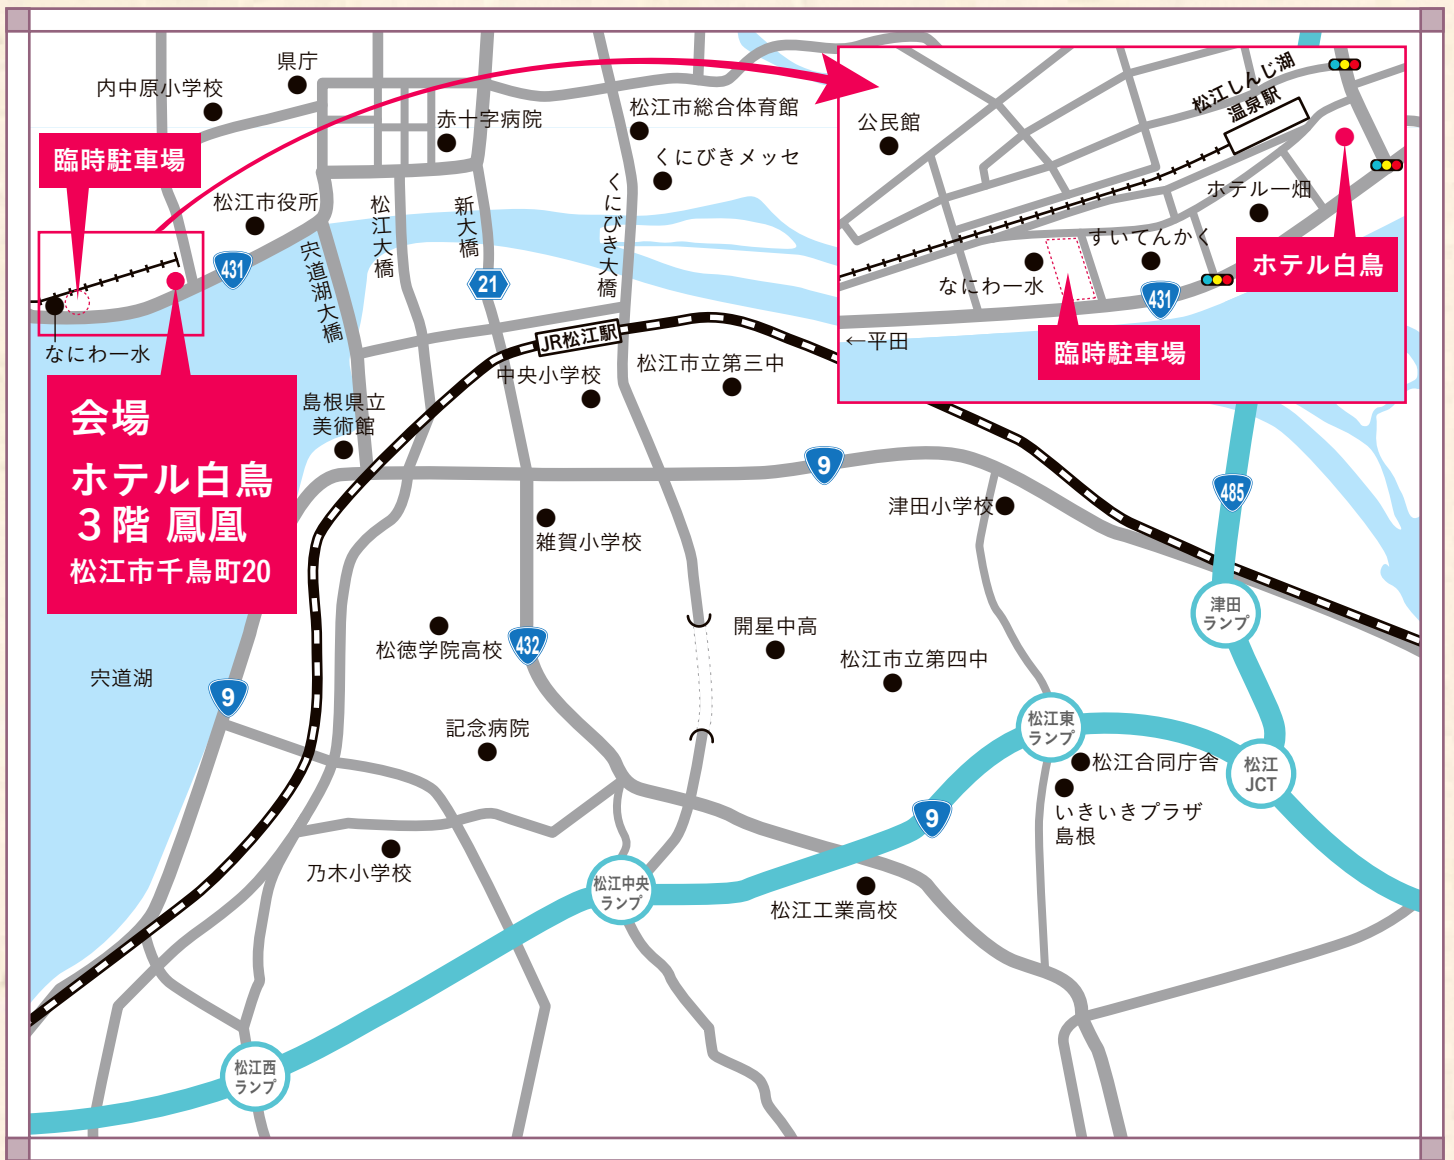 県庁
内中原小学校
赤十字病院
松江市総合体育館
くにびきメッセ
臨時駐車場
松江市役所
宍道湖大橋
松江大橋
新大橋
くにびき大橋
431
21
なにわ一水
JR松江駅
中央小学校
松江市立第三中
会場
ホテル白鳥
3階 鳳凰
松江市千鳥町20
島根県立
美術館
公民館
松江しんじ湖
温泉駅
ホテル一畑
すいてんかく
なにわ一水
ホテル白鳥
431
←平田
臨時駐車場
9
485
津田小学校
雑賀小学校
津田
ランプ
松徳学院高校
432
開星中高
松江市立第四中
宍道湖
9
記念病院
松江東
ランプ
松江合同庁舎
松江
JCT
いきいきプラザ
島根
9
乃木小学校
松江中央
ランプ
松江工業高校
松江西
ランプ